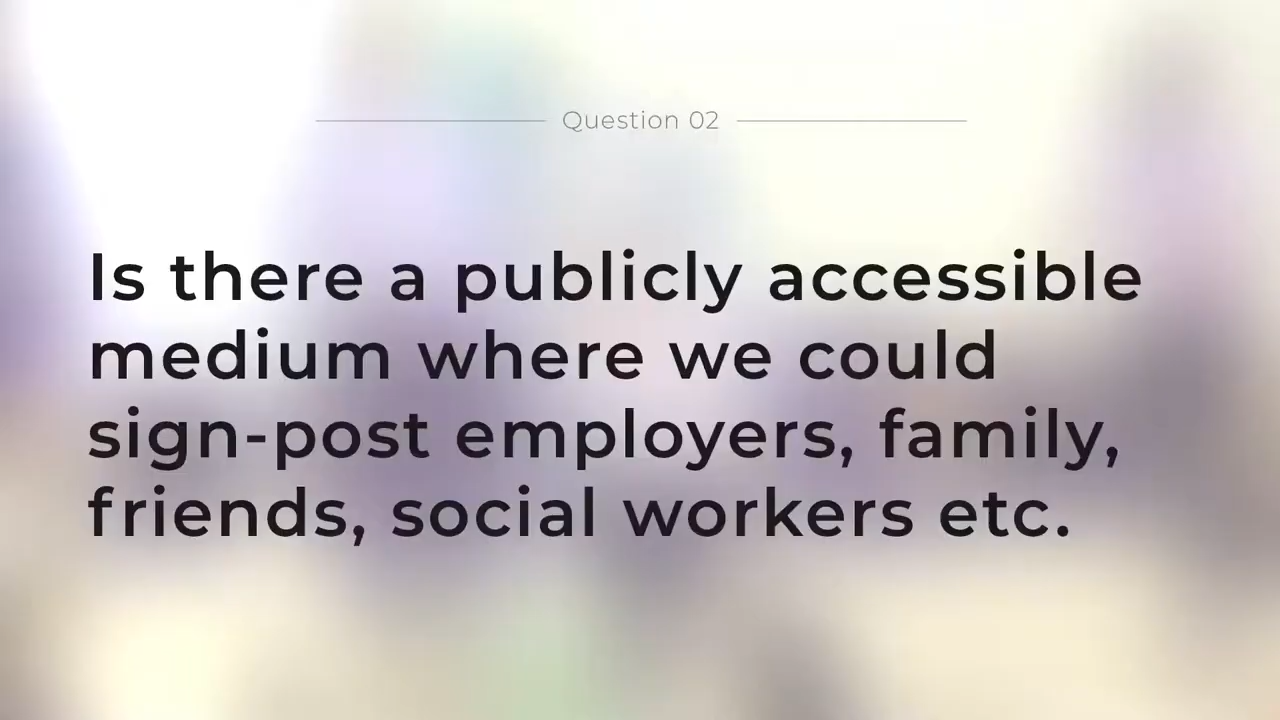 Question 02
Is there a publicly accessible
medium where we could
sign-post employers, family,
friends, social workers etc.